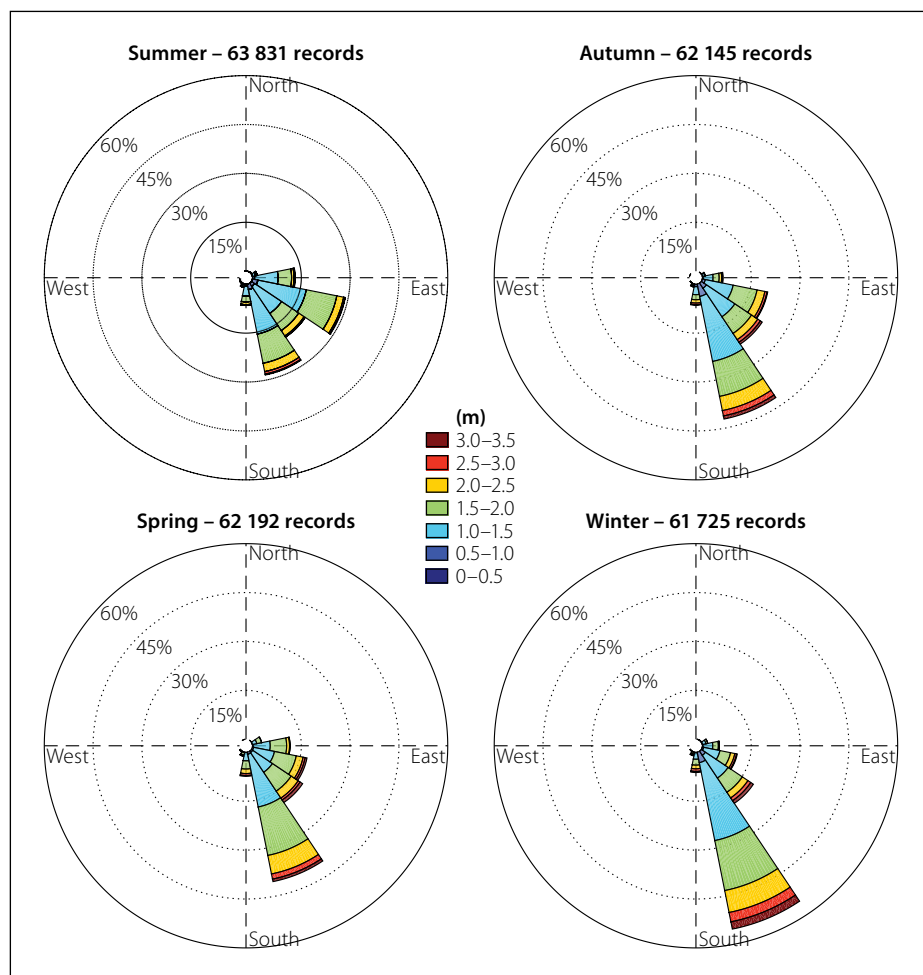 Summer – 63 831 records
North
60%
45%
30%
15%
West
East
South
Autumn – 62 145 records
North
60%
45%
30%
15%
West
East
South
(m)
3.0–3.5
2.5–3.0
2.0–2.5
1.5–2.0
1.0–1.5
0.5–1.0
0–0.5
Spring – 62 192 records
North
60%
45%
30%
15%
West
East
South
Winter – 61 725 records
North
60%
45%
30%
15%
West
East
South